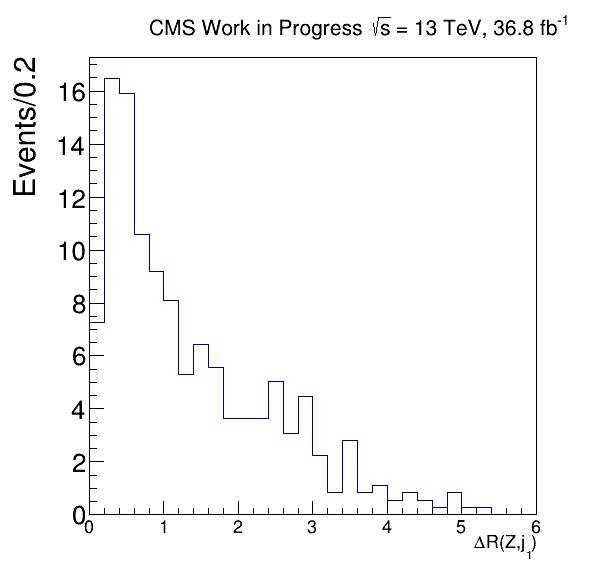 CMS Work in Progress √s = 13 TeV, 36.8 fb⁻¹
Events/0.2
16
14
12
10
8
6
4
2
0
0 1 2 3 4 5 6
ΔR(Z,j₁)